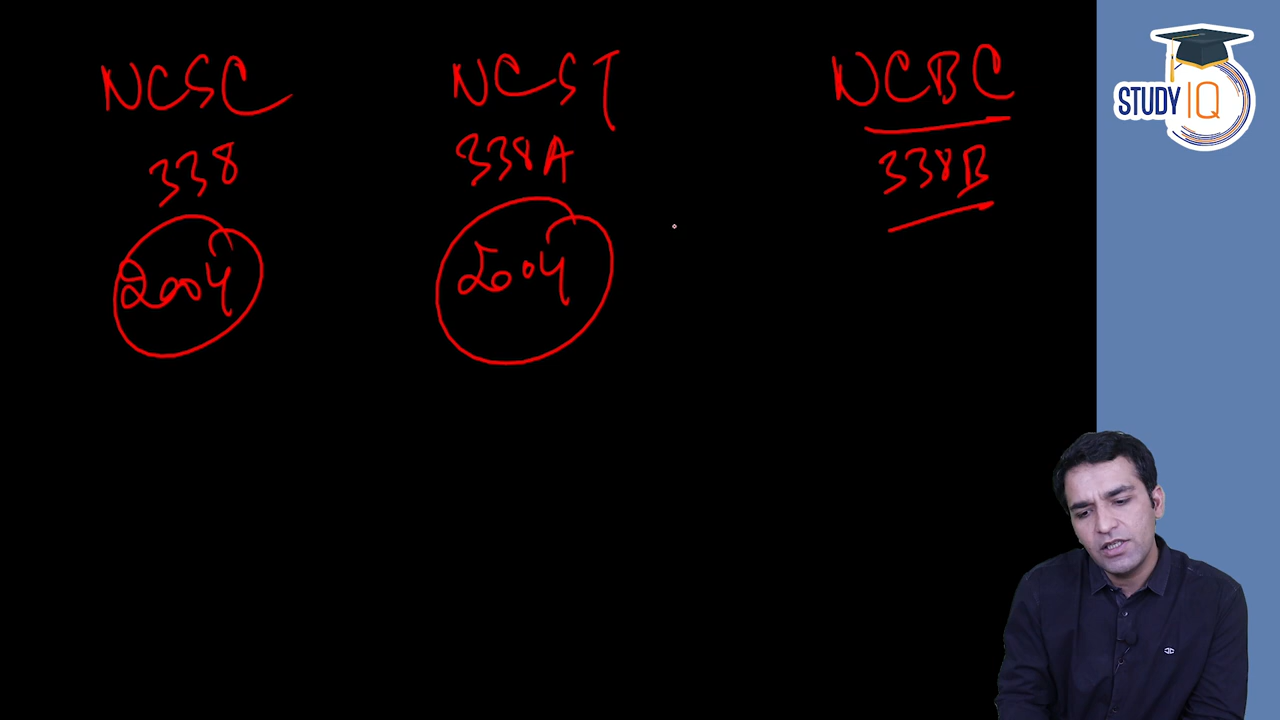 NCSC NCST NCBC
338 338A 338B
2004 2004
STUDY IQ